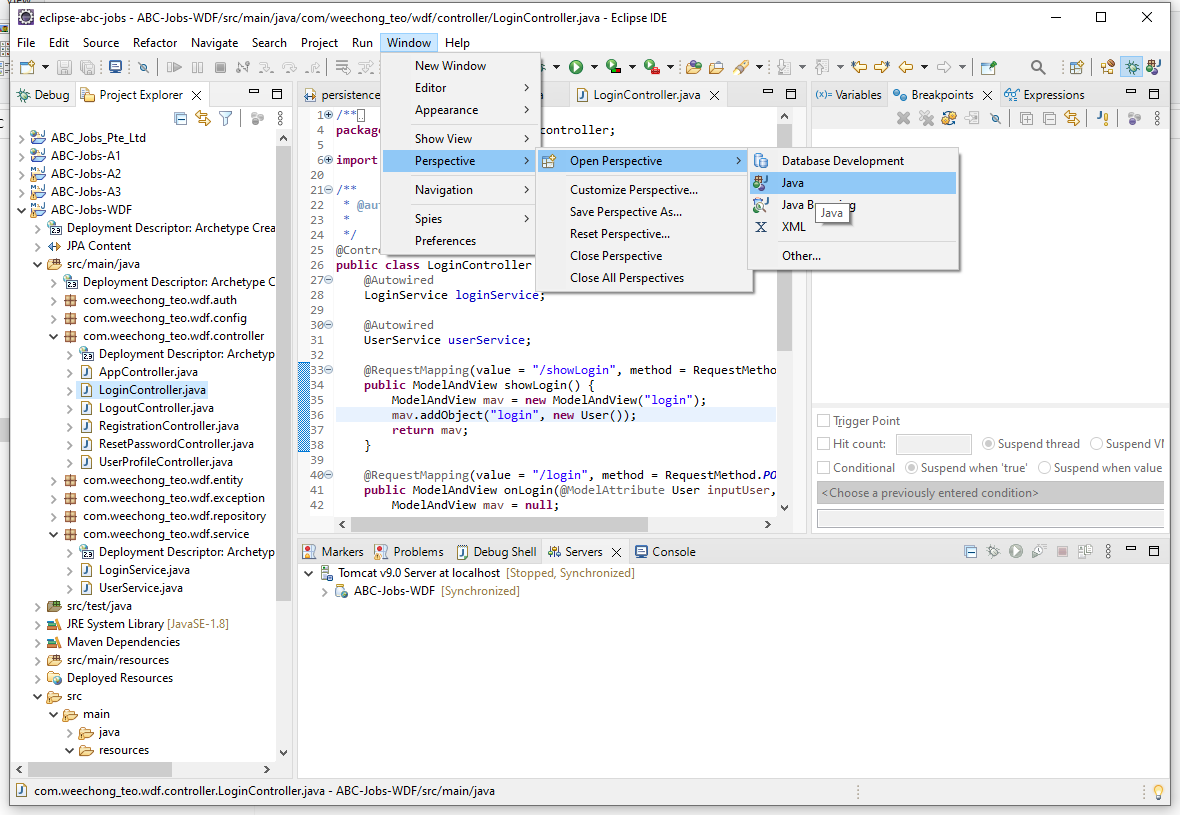 eclipse-abc-jobs - ABC-Jobs-WDF/src/main/java/com/weechong_teo/wdf/controller/LoginController.java - Eclipse IDE
File Edit Source Refactor Navigate Search Project Run Window Help
New Window
Editor
Appearance
Show View
Perspective
Navigation
Spies
Preferences
Open Perspective
Customize Perspective...
Save Perspective As...
Reset Perspective...
Close Perspective
Close All Perspectives
Database Development
Java
Java
XML
Other...
Java
Debug Project Explorer
ABC_Jobs_Pte_Ltd
ABC-Jobs-A1
ABC-Jobs-A2
ABC-Jobs-A3
ABC-Jobs-WDF
Deployment Descriptor: Archetype Crea
JPA Content
src/main/java
Deployment Descriptor: Archetype C
com.weechong_teo.wdf.auth
com.weechong_teo.wdf.config
com.weechong_teo.wdf.controller
Deployment Descriptor: Archetyp
AppController.java
LoginController.java
LogoutController.java
RegistrationController.java
ResetPasswordController.java
UserProfileController.java
com.weechong_teo.wdf.entity
com.weechong_teo.wdf.exception
com.weechong_teo.wdf.repository
com.weechong_teo.wdf.service
Deployment Descriptor: Archetyp
LoginService.java
UserService.java
src/test/java
JRE System Library [JavaSE-1.8]
Maven Dependencies
src/main/resources
Deployed Resources
src
main
java
resources
persistence LoginController.java
1 /**
4 packag controller;
5
6 import
20
21 /**
22 * @au
23 *
24 */
25 @Contr
26 public class LoginController
27 @Autowired
28 LoginService loginService;
29
30 @Autowired
31 UserService userService;
32
33 @RequestMapping(value = "/showLogin", method = RequestMetho
34 public ModelAndView showLogin() {
35 ModelAndView mav = new ModelAndView("login");
36 mav.addObject("login", new User());
37 return mav;
38 }
39
40 @RequestMapping(value = "/login", method = RequestMethod.PO
41 public ModelAndView onLogin(@ModelAttribute User inputUser,
42 ModelAndView mav = null;
(x)= Variables Breakpoints Expressions
Trigger Point
Hit count: Suspend thread Suspend VM
Conditional Suspend when 'true' Suspend when value
<Choose a previously entered condition>
Markers Problems Debug Shell Servers Console
Tomcat v9.0 Server at localhost [Stopped, Synchronized]
ABC-Jobs-WDF [Synchronized]
com.weechong_teo.wdf.controller.LoginController.java - ABC-Jobs-WDF/src/main/java